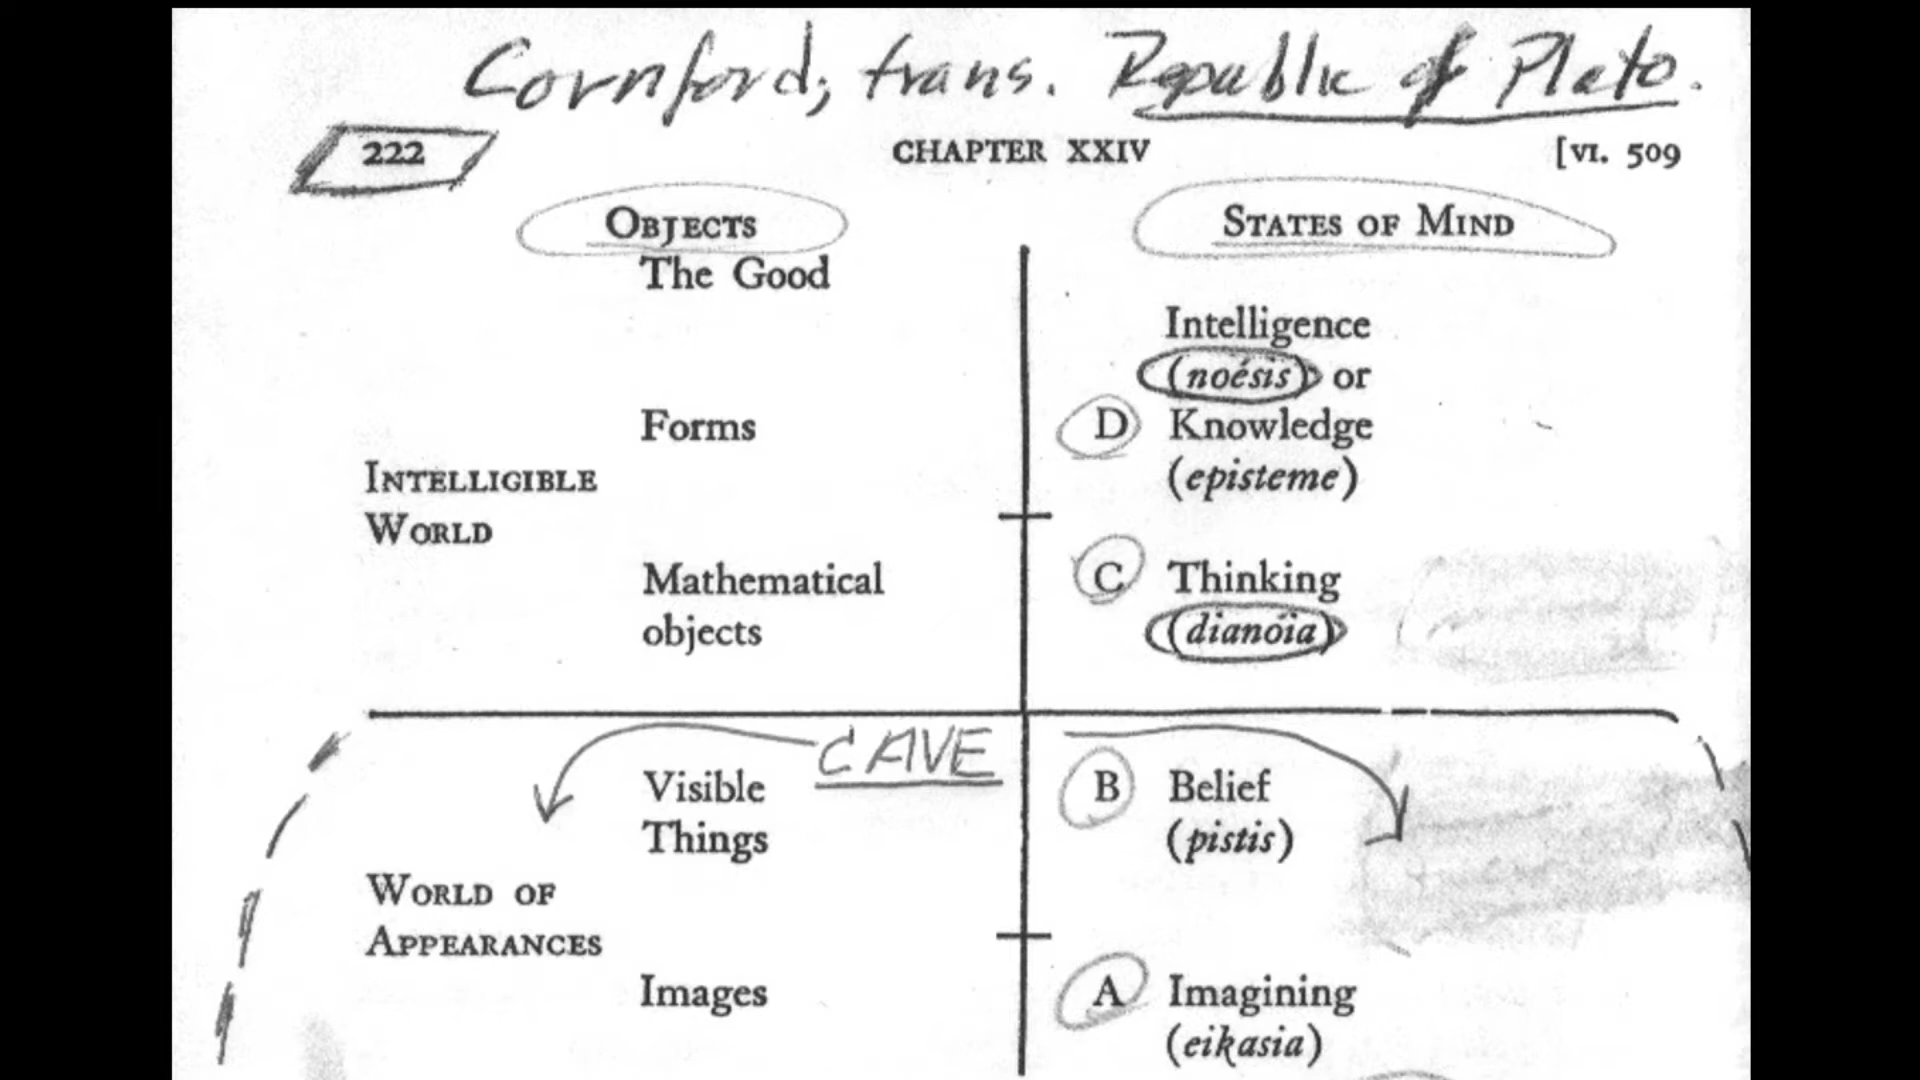 Cornford, trans. Republic of Plato.
222 CHAPTER XXIV [VI. 509
OBJECTS STATES OF MIND
The Good
Intelligence
(noésis) or
Forms D Knowledge
INTELLIGIBLE (episteme)
WORLD
Mathematical C Thinking
objects (dianoia)
CAVE
Visible B Belief
Things (pistis)
WORLD OF
APPEARANCES
Images A Imagining
(eikasia)